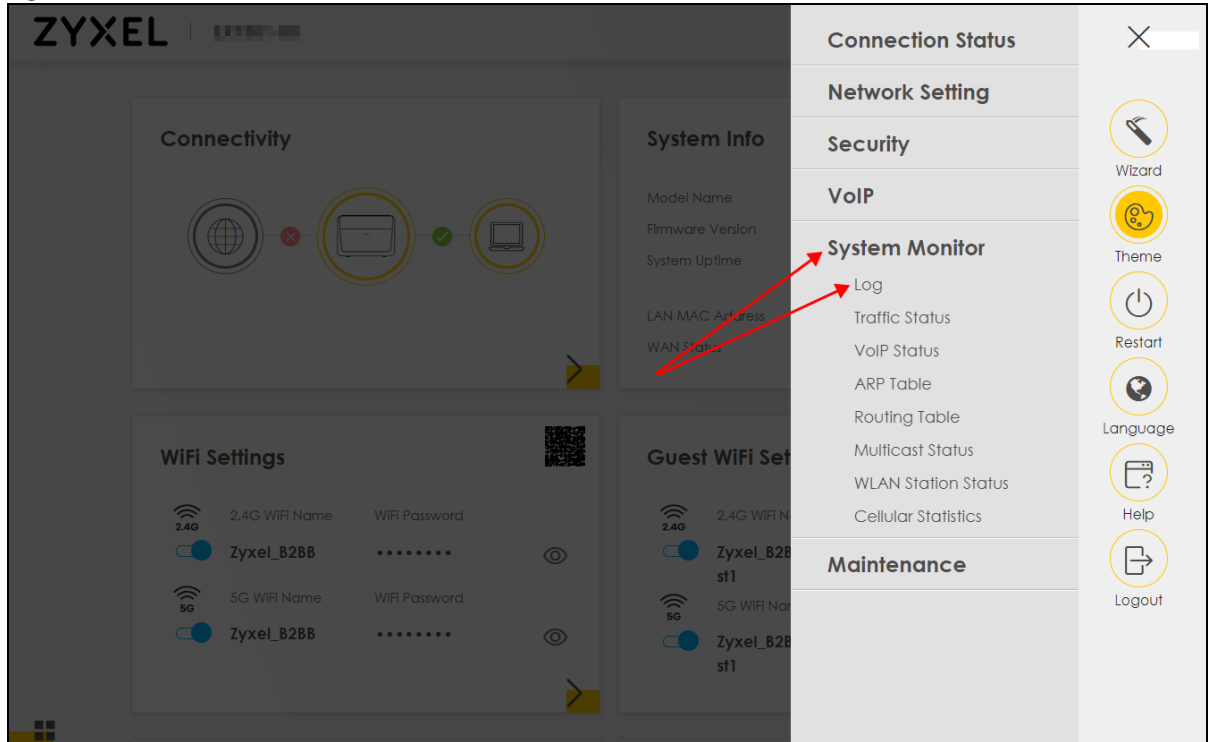 ZYXEL
Connectivity
System Info
Model Name
Firmware Version
System Uptime
LAN MAC Address
WAN Status
WiFi Settings
2.4G
2.4G WiFi Name WiFi Password
Zyxel_B2BB ••••••••
5G
5G WiFi Name WiFi Password
Zyxel_B2BB ••••••••
Guest WiFi Set
2.4G
2.4G WiFi N
Zyxel_B2B
st1
5G
5G WiFi Nar
Zyxel_B2B
st1
Connection Status
Network Setting
Security
VoIP
System Monitor
Log
Traffic Status
VoIP Status
ARP Table
Routing Table
Multicast Status
WLAN Station Status
Cellular Statistics
Maintenance
Wizard
Theme
Restart
Language
Help
Logout